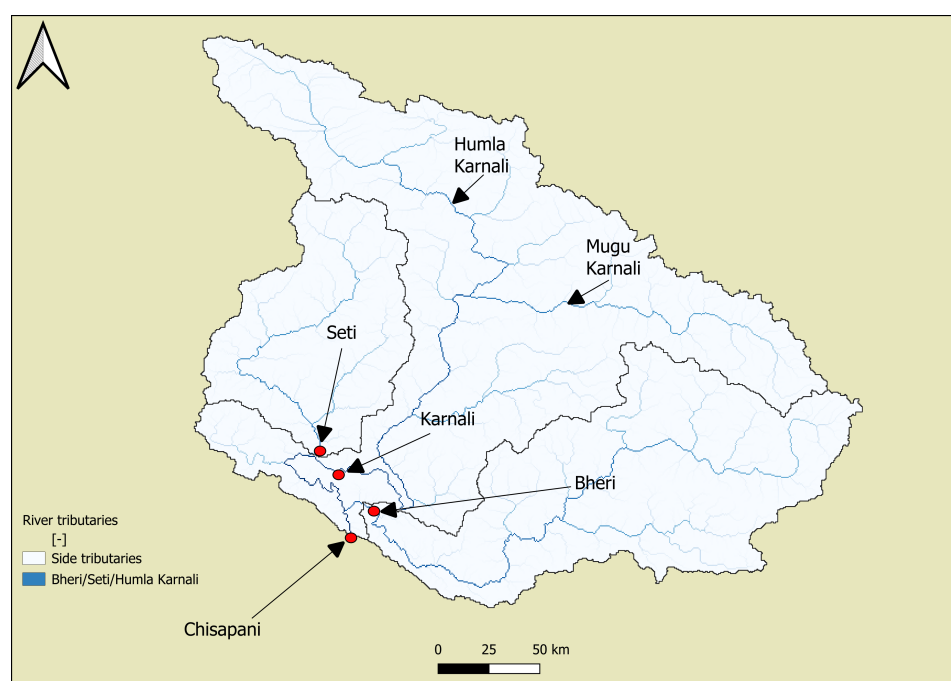 Humla
Karnali
Mugu
Karnali
Seti
Karnali
Bheri
River tributaries
[-]
Side tributaries
Bheri/Seti/Humla Karnali
Chisapani
0 25 50 km